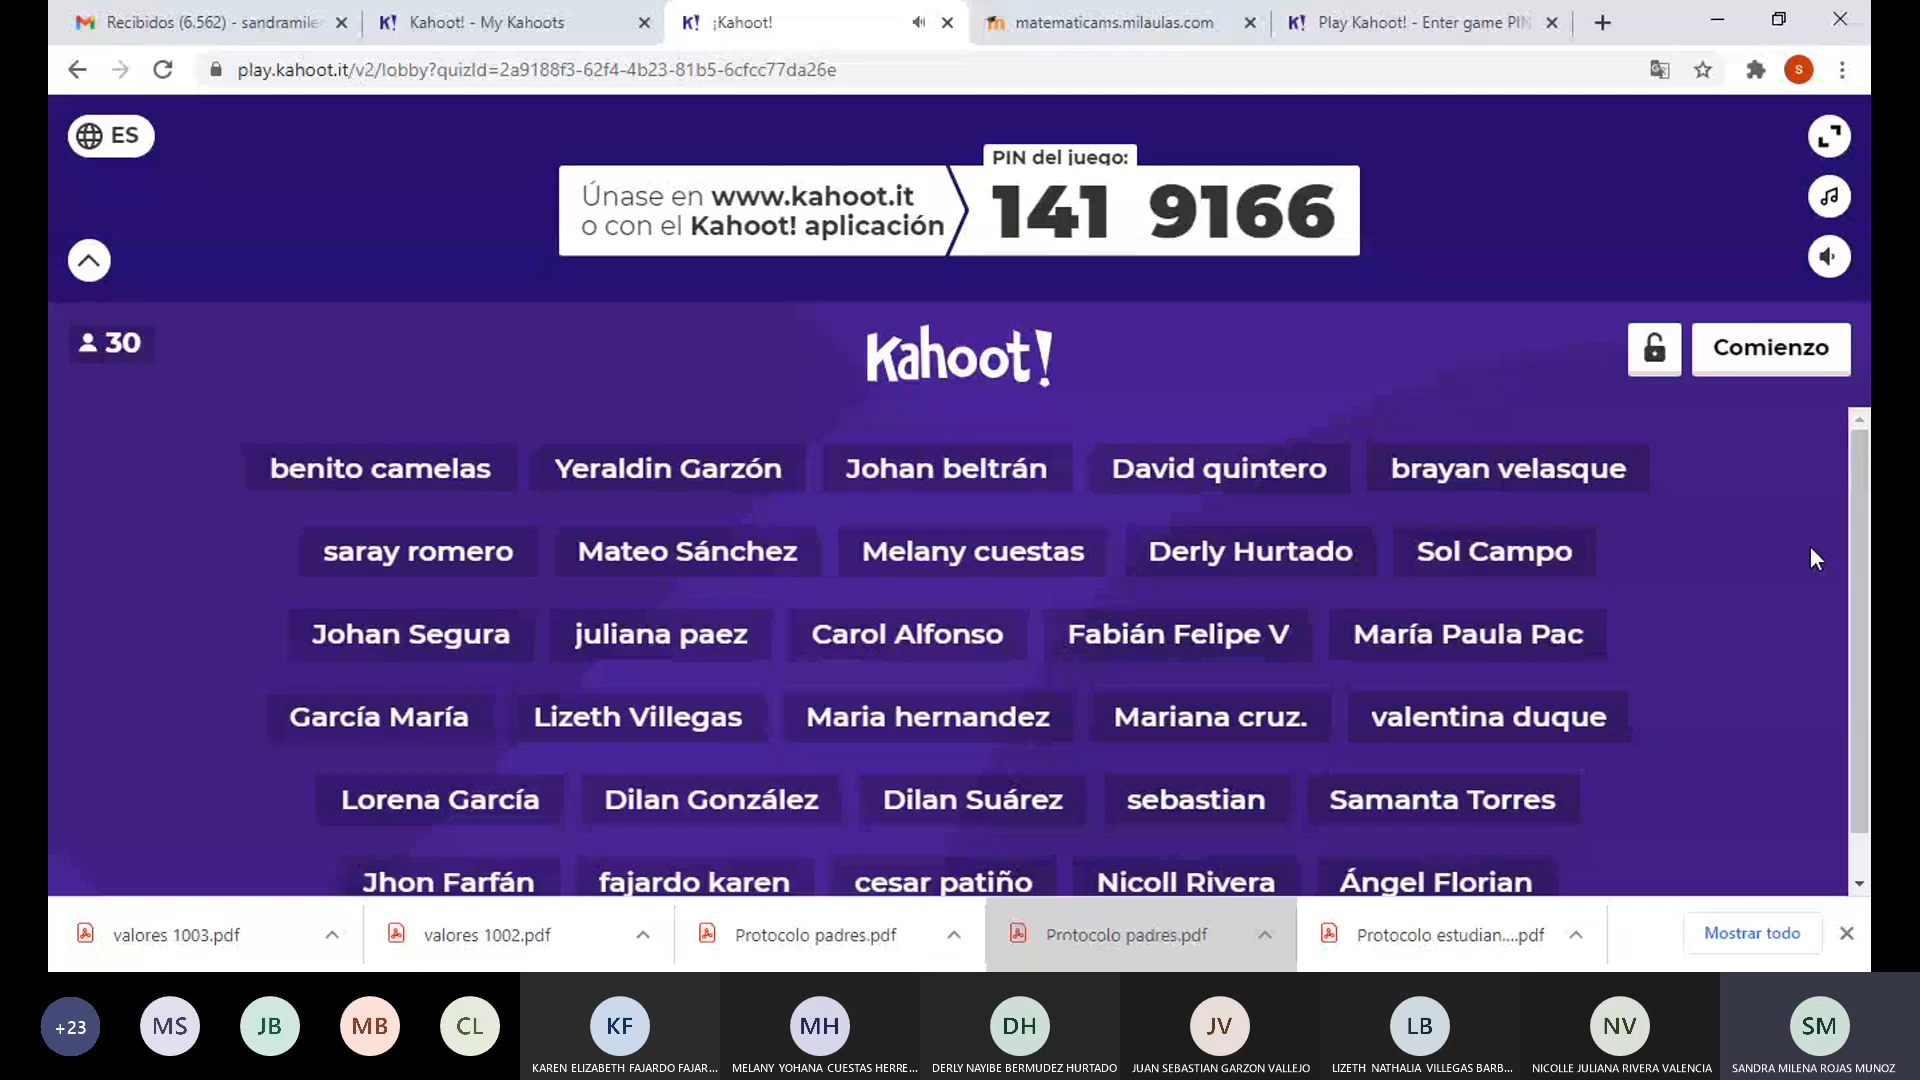 Recibidos (6.562) - sandramile
Kahoot! - My Kahoots
¡Kahoot!
matematicams.milaulas.com
Play Kahoot! - Enter game PIN
play.kahoot.it/v2/lobby?quizId=2a9188f3-62f4-4b23-81b5-6cfcc77da26e
S
ES
PIN del juego:
Únase en www.kahoot.it
o con el Kahoot! aplicación
141 9166
30
Kahoot!
Comienzo
benito camelas Yeraldin Garzón Johan beltrán David quintero brayan velasque
saray romero Mateo Sánchez Melany cuestas Derly Hurtado Sol Campo
Johan Segura juliana paez Carol Alfonso Fabián Felipe V María Paula Pac
García María Lizeth Villegas Maria hernandez Mariana cruz. valentina duque
Lorena García Dilan González Dilan Suárez sebastian Samanta Torres
Jhon Farfán fajardo karen cesar patiño Nicoll Rivera Ángel Florian
valores 1003.pdf valores 1002.pdf Protocolo padres.pdf Protocolo padres.pdf Protocolo estudian....pdf Mostrar todo
+23 MS JB MB CL KF MH DH JV LB NV SM
KAREN ELIZABETH FAJARDO FAJAR... MELANY YOHANA CUESTAS HERRE... DERLY NAYIBE BERMUDEZ HURTADO JUAN SEBASTIAN GARZON VALLEJO LIZETH NATHALIA VILLEGAS BARB... NICOLLE JULIANA RIVERA VALENCIA SANDRA MILENA ROJAS MUNOZ